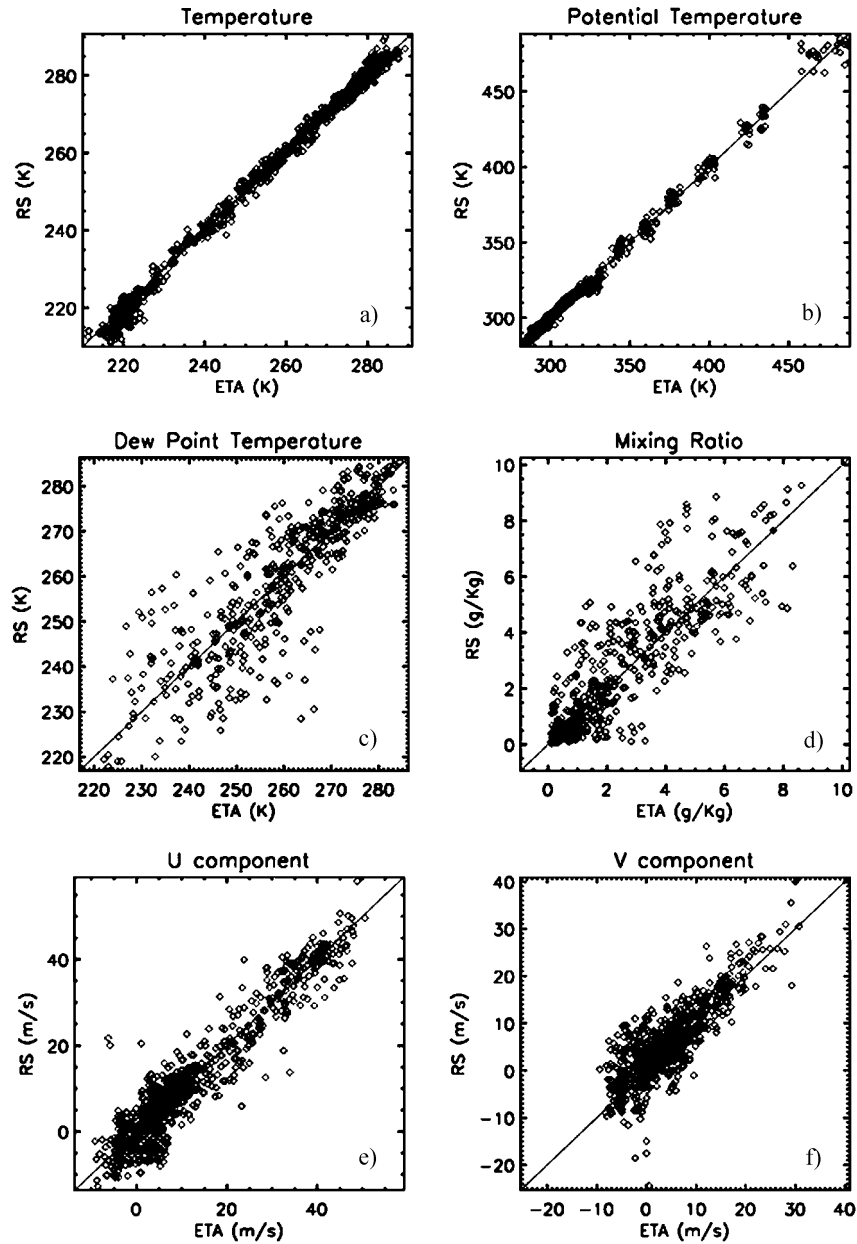 Temperature
RS (K)
280
260
240
220
220 240 260 280
ETA (K)
a)
Potential Temperature
RS (K)
450
400
350
300
300 350 400 450
ETA (K)
b)
Dew Point Temperature
RS (K)
280
270
260
250
240
230
220
220 230 240 250 260 270 280
ETA (K)
c)
Mixing Ratio
RS (g/Kg)
10
8
6
4
2
0
0 2 4 6 8 10
ETA (g/Kg)
d)
U component
RS (m/s)
40
20
0
0 20 40
ETA (m/s)
e)
V component
RS (m/s)
40
30
20
10
0
-10
-20
-20 -10 0 10 20 30 40
ETA (m/s)
f)